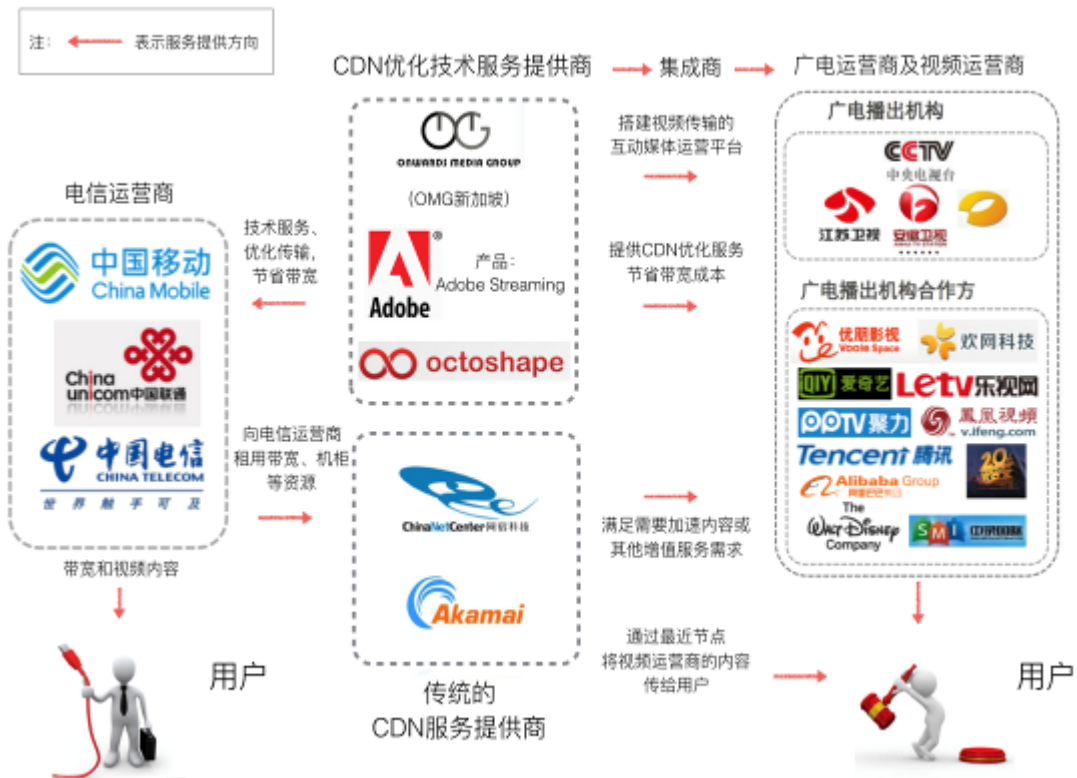 注： 表示服务提供方向
CDN优化技术服务提供商
集成商
广电运营商及视频运营商
电信运营商
中国移动
China Mobile
China
unicom中国联通
中国电信
CHINA TELECOM
世界触手可及
带宽和视频内容
用户
技术服务、
优化传输，
节省带宽
向电信运营商
租用带宽、机柜
等资源
ONWARDS MEDIA GROUP
(OMG新加坡)
Adobe
产品：
Adobe Streaming
octoshape
ChinaNetCenter网宿科技
Akamai
传统的
CDN服务提供商
搭建视频传输的
互动媒体运营平台
提供CDN优化服务
节省带宽成本
满足需要加速内容或
其他增值服务需求
通过最近节点
将视频运营商的内容
传给用户
广电播出机构
CCTV
中央电视台
江苏卫视
安徽卫视
······
广电播出机构合作方
优朋影视
Voole Space
欢网科技
QIY 爱奇艺
Letv乐视网
PPTV聚力
鳳凰視頻
v.ifeng.com
Tencent 腾讯
Alibaba Group
阿里巴巴集团
The
WALT DISNEY
Company
SMI
用户